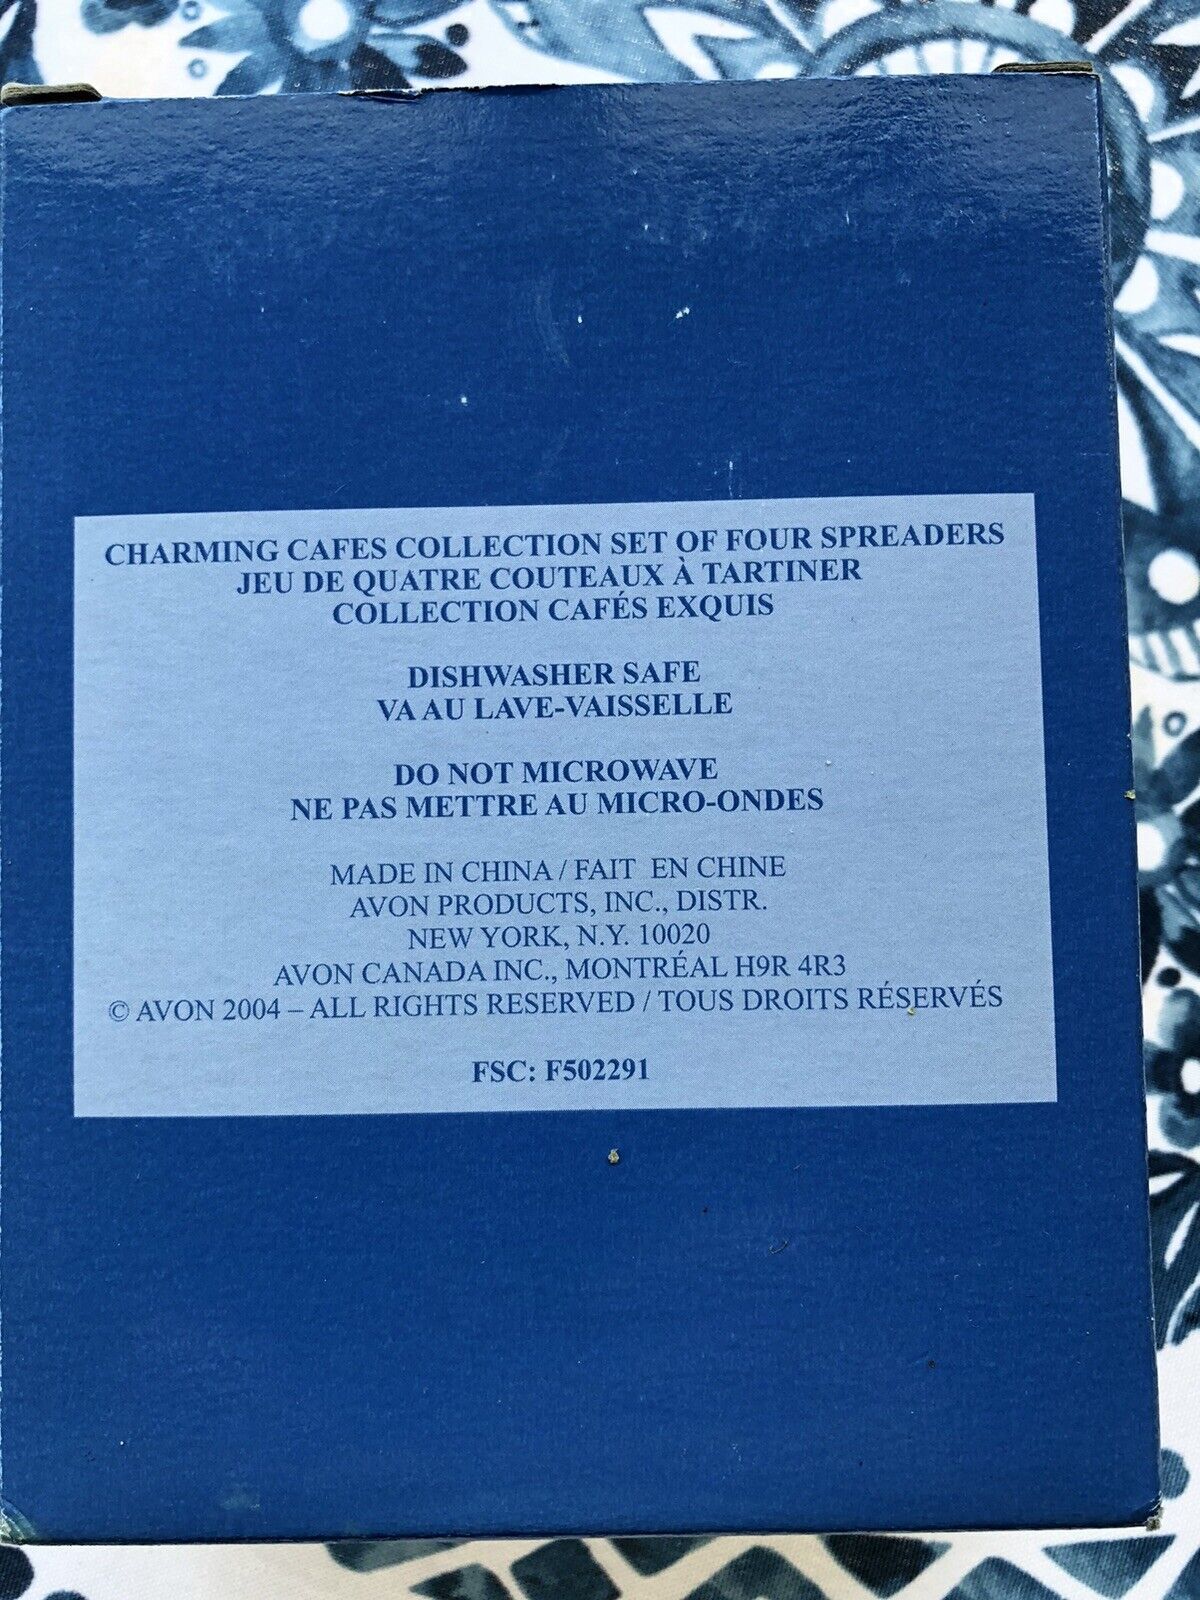 CHARMING CAFES COLLECTION SET OF FOUR SPREADERS
JEU DE QUATRE COUTEAUX À TARTINER
COLLECTION CAFÉS EXQUIS
DISHWASHER SAFE
VA AU LAVE-VAISSELLE
DO NOT MICROWAVE
NE PAS METTRE AU MICRO-ONDES
MADE IN CHINA / FAIT EN CHINE
AVON PRODUCTS, INC., DISTR.
NEW YORK, N.Y. 10020
AVON CANADA INC., MONTRÉAL H9R 4R3
© AVON 2004 – ALL RIGHTS RESERVED / TOUS DROITS RÉSERVÉS
FSC: F502291